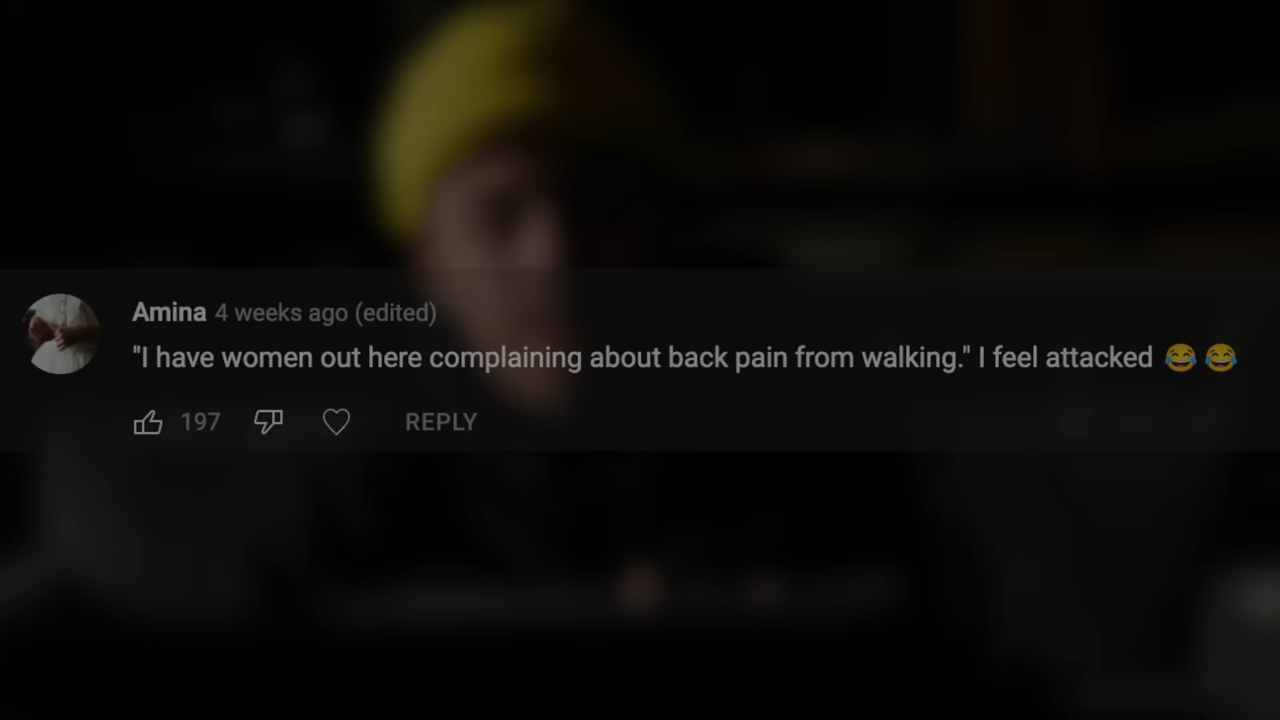 Amina 4 weeks ago (edited)
"I have women out here complaining about back pain from walking." I feel attacked 😂 😂
197 REPLY